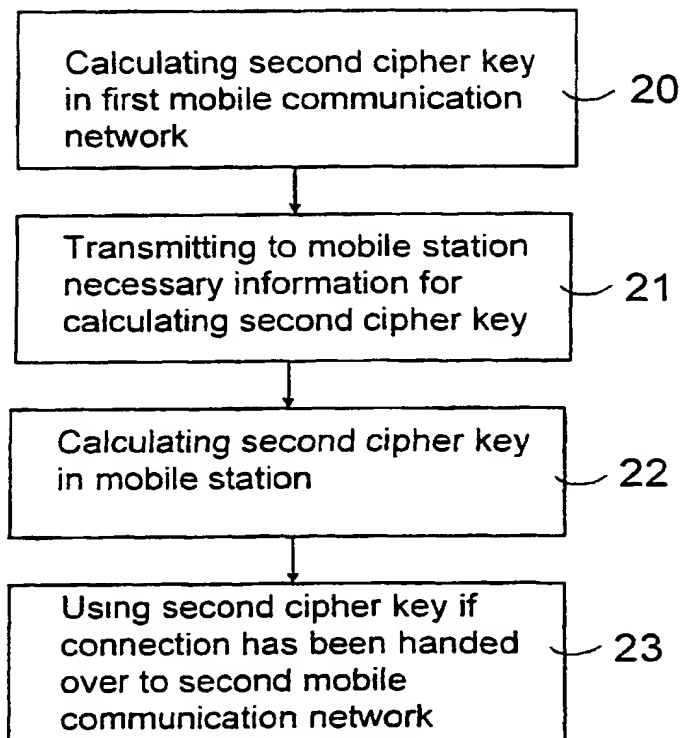 Calculating second cipher key
in first mobile communication
network
20
Transmitting to mobile station
necessary information for
calculating second cipher key
21
Calculating second cipher key
in mobile station
22
Using second cipher key if
connection has been handed
over to second mobile
communication network
23